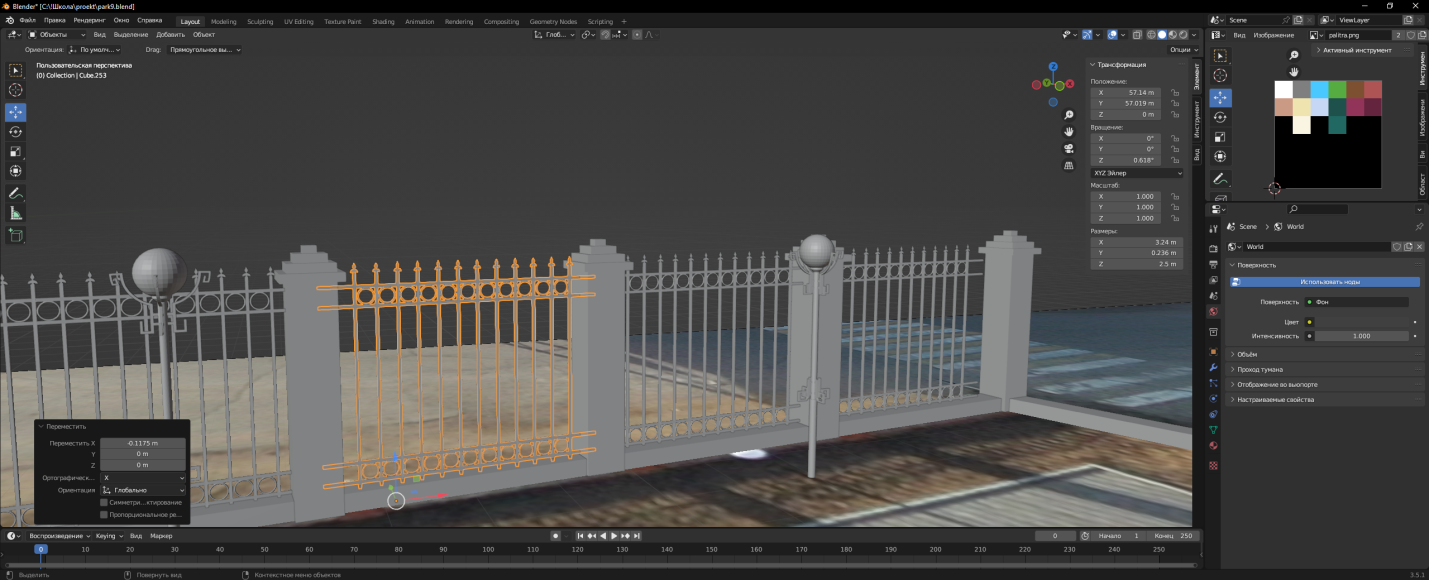 Blender* [C:\!Школа\proekt\park9.blend]
Файл Правка Рендеринг Окно Справка Layout Modeling Sculpting UV Editing Texture Paint Shading Animation Rendering Compositing Geometry Nodes Scripting +
Scene ViewLayer
Объекты Вид Выделение Добавить Объект Глоб...
Вид Изображение palitra.png 2
Ориентация: По умолч... Drag: Прямоугольное вы... Опции
Активный инструмент
Пользовательская перспектива
(0) Collection | Cube.253
Z
Y
X
Трансформация
Положение:
X 57.14 m
Y 57.019 m
Z 0 m
Вращение:
X 0°
Y 0°
Z 0.618°
XYZ Эйлер
Масштаб:
X 1.000
Y 1.000
Z 1.000
Размеры:
X 3.24 m
Y 0.236 m
Z 2.5 m
Элемент
Инструмент
Вид
Инструмен
Изображени
Ви
Област
Scene > World
World
Поверхность
Использовать ноды
Поверхность Фон
Цвет
Интенсивность 1.000
Объём
Проход тумана
Отображение во вьюпорте
Настраиваемые свойства
Переместить
Переместить X -0.1175 m
Y 0 m
Z 0 m
Ортографическ... X
Ориентация Глобально
Симметри...ктирование
Пропорциональное ре...
Воспроизведение Keying Вид Маркер 0 Начало 1 Конец 250
0 10 20 30 40 50 60 70 80 90 100 110 120 130 140 150 160 170 180 190 200 210 220 230 240 250
Выделить Повернуть вид Контекстное меню объектов 3.5.1